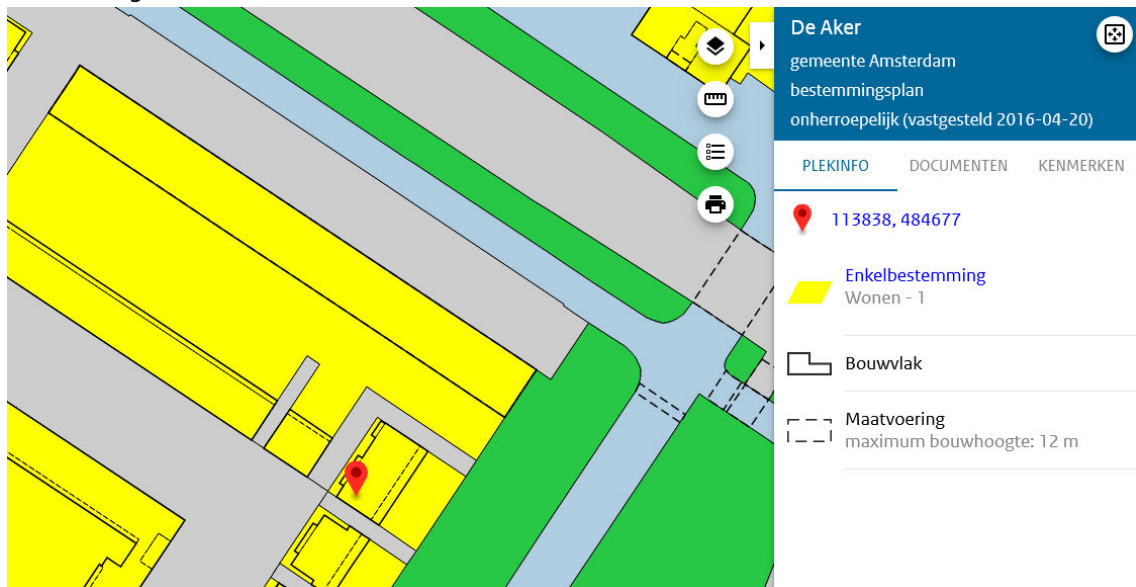 De Aker
gemeente Amsterdam
bestemmingsplan
onherroepelijk (vastgesteld 2016-04-20)
PLEKINFO DOCUMENTEN KENMERKEN
113838, 484677
Enkelbestemming
Wonen - 1
Bouwvlak
Maatvoering
maximum bouwhoogte: 12 m